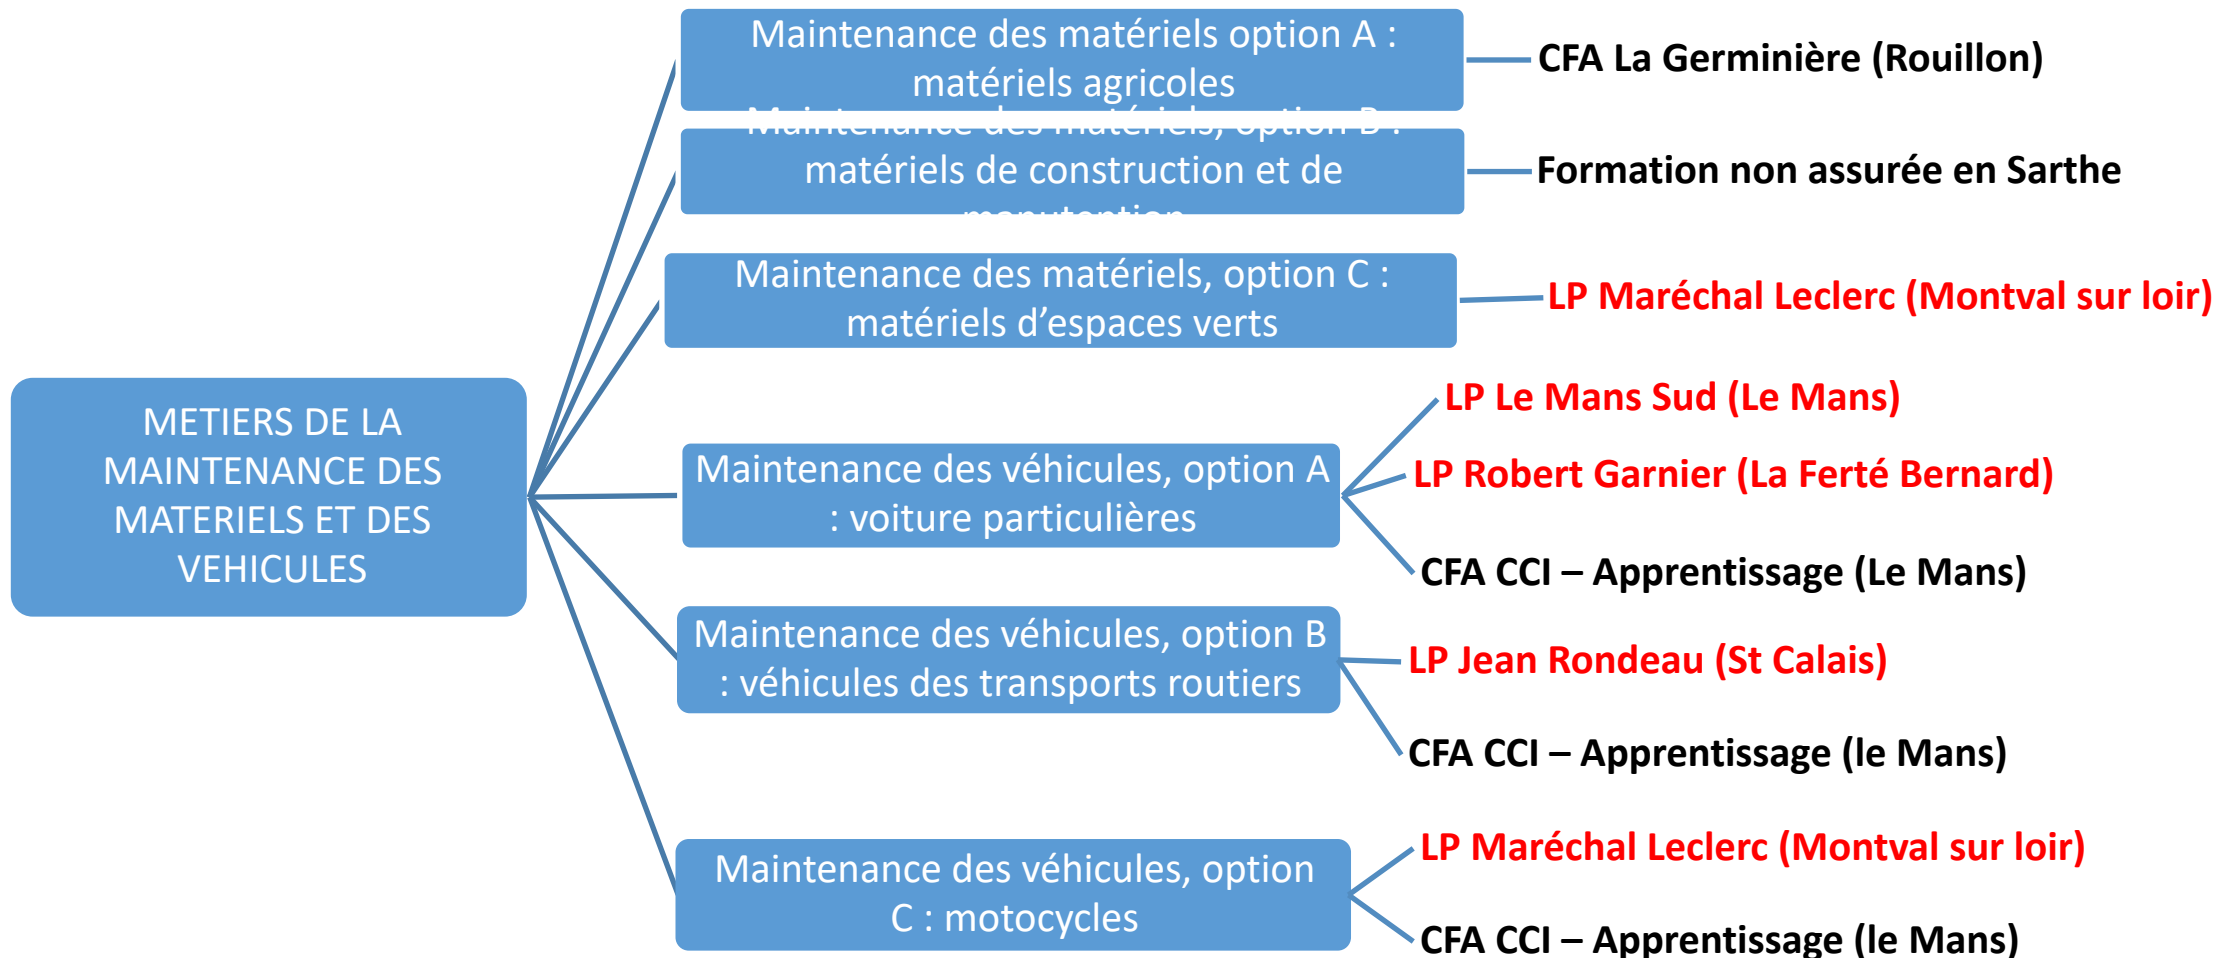 Maintenance des matériels option A :
matériels agricoles
CFA La Germinière (Rouillon)
Maintenance des matériels, option B :
matériels de construction et de
manutention
Formation non assurée en Sarthe
Maintenance des matériels, option C :
matériels d’espaces verts
LP Maréchal Leclerc (Montval sur loir)
METIERS DE LA
MAINTENANCE DES
MATERIELS ET DES
VEHICULES
Maintenance des véhicules, option A
: voiture particulières
LP Le Mans Sud (Le Mans)
LP Robert Garnier (La Ferté Bernard)
CFA CCI – Apprentissage (Le Mans)
Maintenance des véhicules, option B
: véhicules des transports routiers
LP Jean Rondeau (St Calais)
CFA CCI – Apprentissage (le Mans)
Maintenance des véhicules, option
C : motocycles
LP Maréchal Leclerc (Montval sur loir)
CFA CCI – Apprentissage (le Mans)